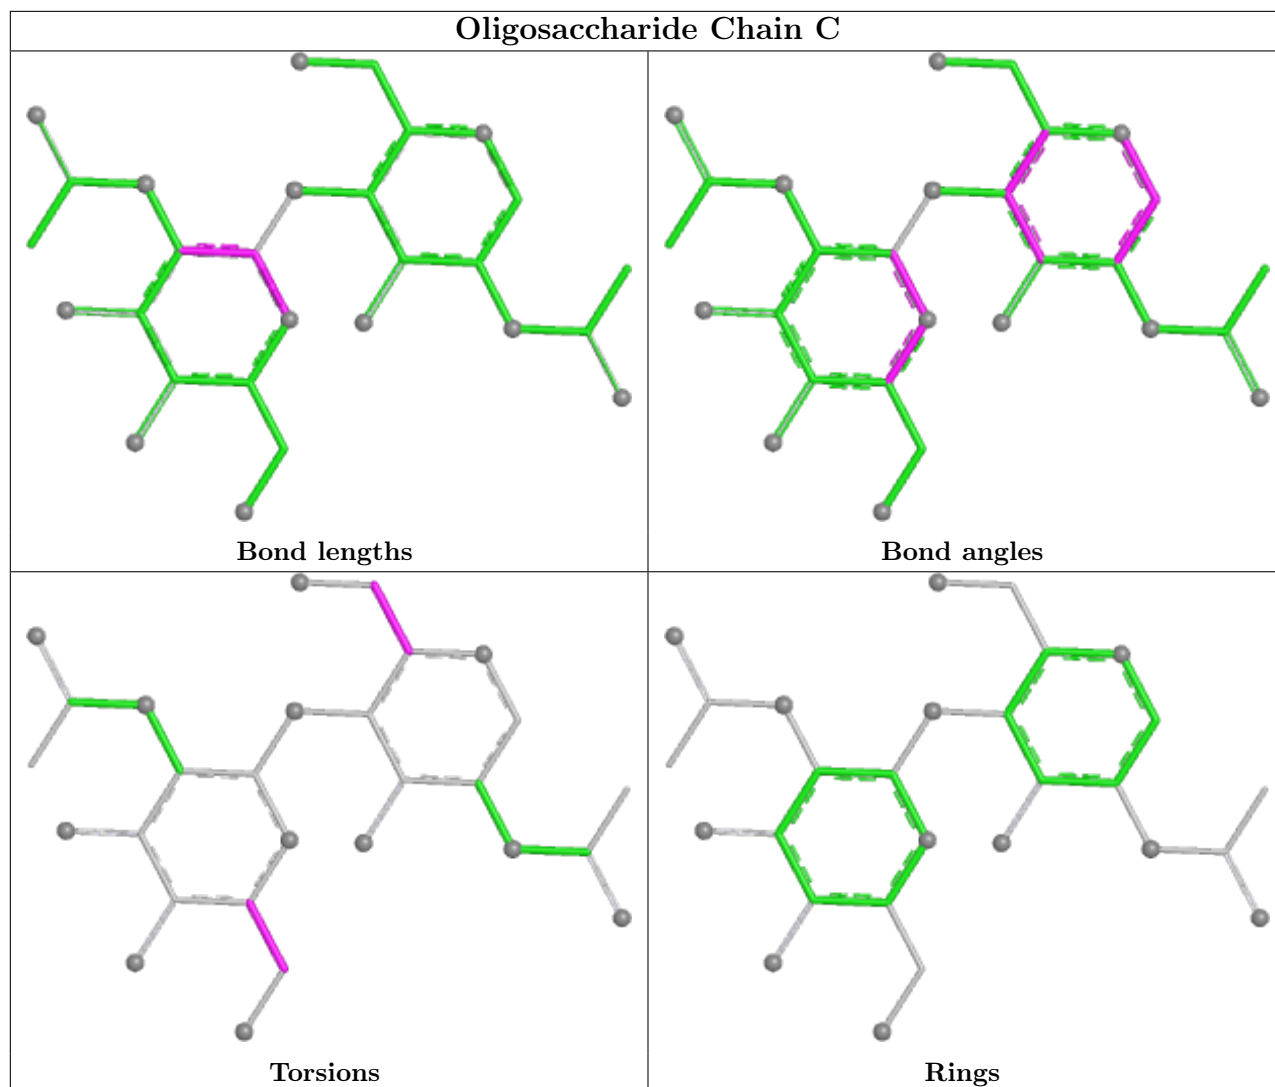 Oligosaccharide Chain C
Bond lengths
Bond angles
Torsions
Rings